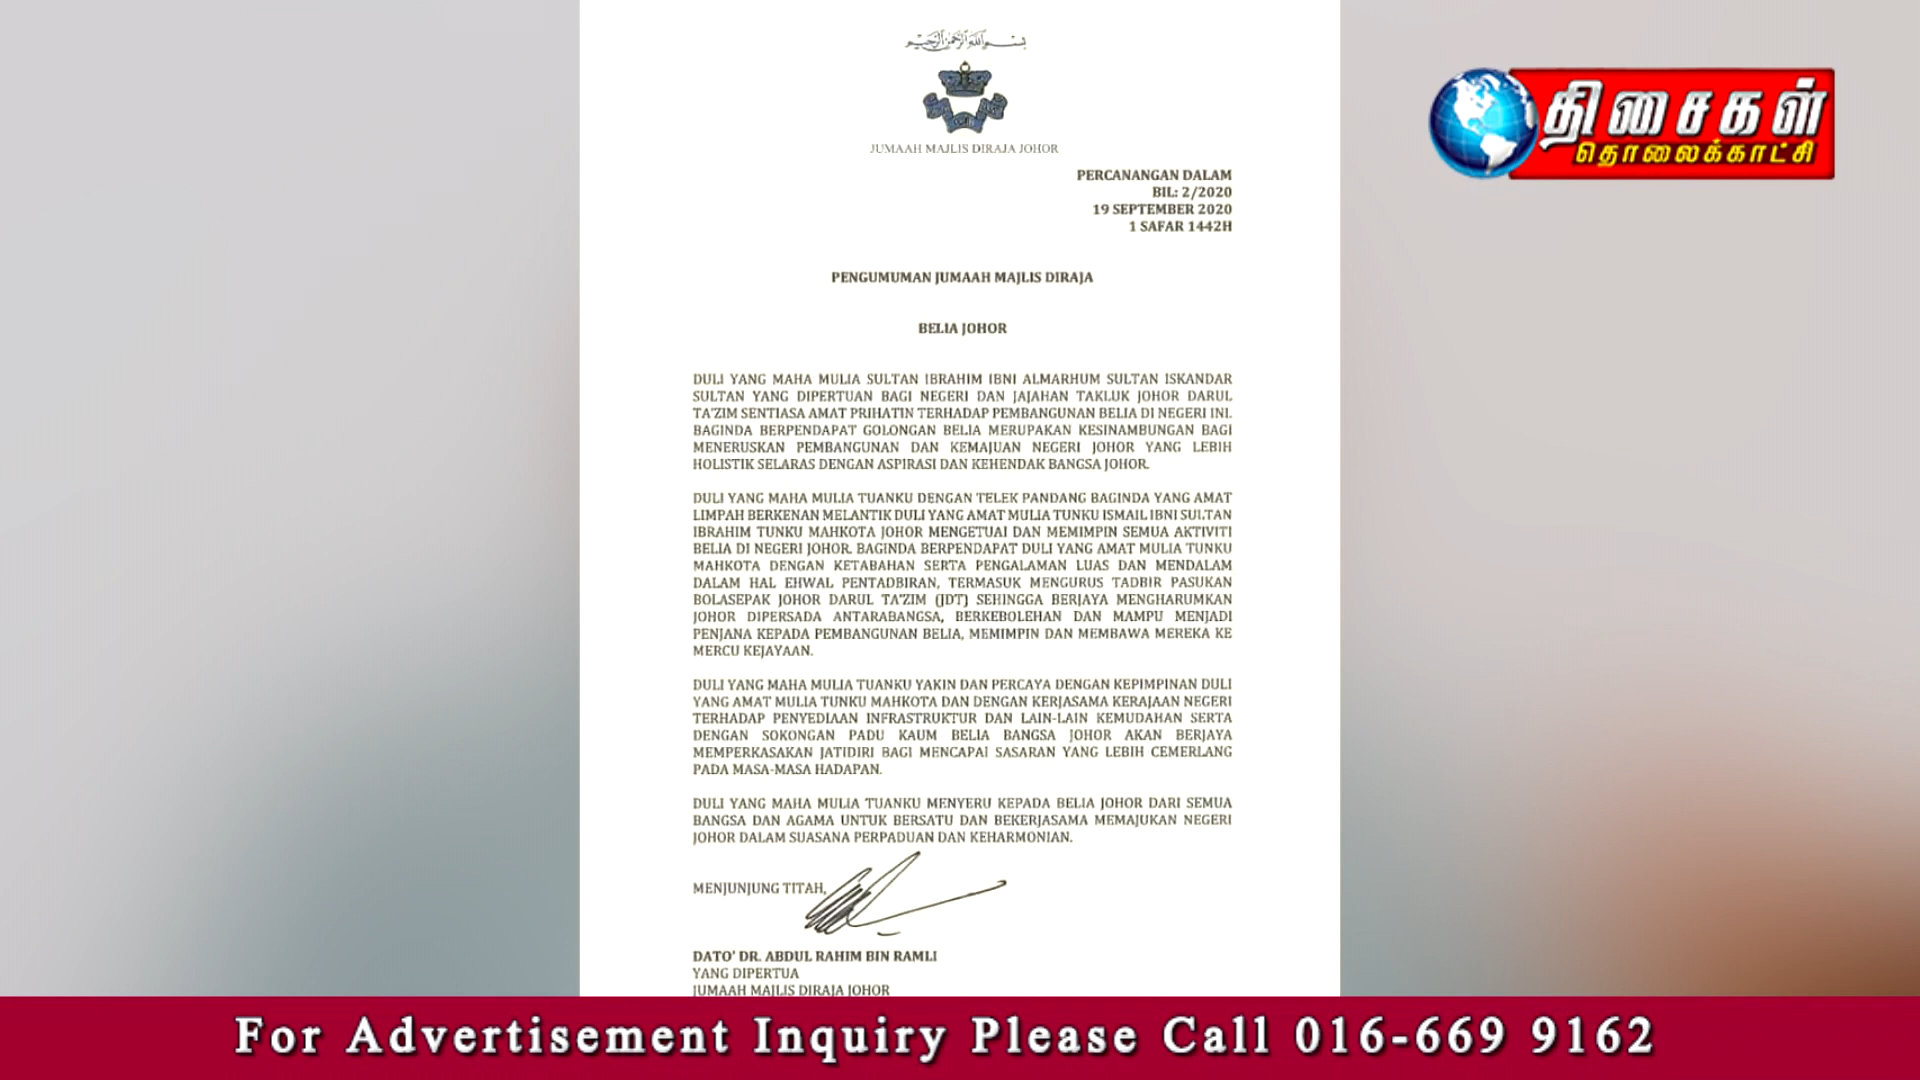 بسم الله الرحمن الرحيم
JUMAAH MAJLIS DIRAJA JOHOR
திசைகள்
தொலைக்காட்சி
PERCANANGAN DALAM
BIL: 2/2020
19 SEPTEMBER 2020
1 SAFAR 1442H
PENGUMUMAN JUMAAH MAJLIS DIRAJA
BELIA JOHOR
DULI YANG MAHA MULIA SULTAN IBRAHIM IBNI ALMARHUM SULTAN ISKANDAR
SULTAN YANG DIPERTUAN BAGI NEGERI DAN JAJAHAN TAKLUK JOHOR DARUL
TA'ZIM SENTIASA AMAT PRIHATIN TERHADAP PEMBANGUNAN BELIA DI NEGERI INI.
BAGINDA BERPENDAPAT GOLONGAN BELIA MERUPAKAN KESINAMBUNGAN BAGI
MENERUSKAN PEMBANGUNAN DAN KEMAJUAN NEGERI JOHOR YANG LEBIH
HOLISTIK SELARAS DENGAN ASPIRASI DAN KEHENDAK BANGSA JOHOR.
DULI YANG MAHA MULIA TUANKU DENGAN TELEK PANDANG BAGINDA YANG AMAT
LIMPAH BERKENAN MELANTIK DULI YANG AMAT MULIA TUNKU ISMAIL IBNI SULTAN
IBRAHIM TUNKU MAHKOTA JOHOR MENGETUAI DAN MEMIMPIN SEMUA AKTIVITI
BELIA DI NEGERI JOHOR. BAGINDA BERPENDAPAT DULI YANG AMAT MULIA TUNKU
MAHKOTA DENGAN KETABAHAN SERTA PENGALAMAN LUAS DAN MENDALAM
DALAM HAL EHWAL PENTADBIRAN, TERMASUK MENGURUS TADBIR PASUKAN
BOLASEPAK JOHOR DARUL TA'ZIM (JDT) SEHINGGA BERJAYA MENGHARUMKAN
JOHOR DIPERSADA ANTARABANGSA, BERKEBOLEHAN DAN MAMPU MENJADI
PENJANA KEPADA PEMBANGUNAN BELIA, MEMIMPIN DAN MEMBAWA MEREKA KE
MERCU KEJAYAAN.
DULI YANG MAHA MULIA TUANKU YAKIN DAN PERCAYA DENGAN KEPIMPINAN DULI
YANG AMAT MULIA TUNKU MAHKOTA DAN DENGAN KERJASAMA KERAJAAN NEGERI
TERHADAP PENYEDIAAN INFRASTRUKTUR DAN LAIN-LAIN KEMUDAHAN SERTA
DENGAN SOKONGAN PADU KAUM BELIA BANGSA JOHOR AKAN BERJAYA
MEMPERKASAKAN JATIDIRI BAGI MENCAPAI SASARAN YANG LEBIH CEMERLANG
PADA MASA-MASA HADAPAN.
DULI YANG MAHA MULIA TUANKU MENYERU KEPADA BELIA JOHOR DARI SEMUA
BANGSA DAN AGAMA UNTUK BERSATU DAN BEKERJASAMA MEMAJUKAN NEGERI
JOHOR DALAM SUASANA PERPADUAN DAN KEHARMONIAN.
MENJUNJUNG TITAH,
DATO' DR. ABDUL RAHIM BIN RAMLI
YANG DIPERTUA
JUMAAH MAJLIS DIRAJA JOHOR
For Advertisement Inquiry Please Call 016-669 9162